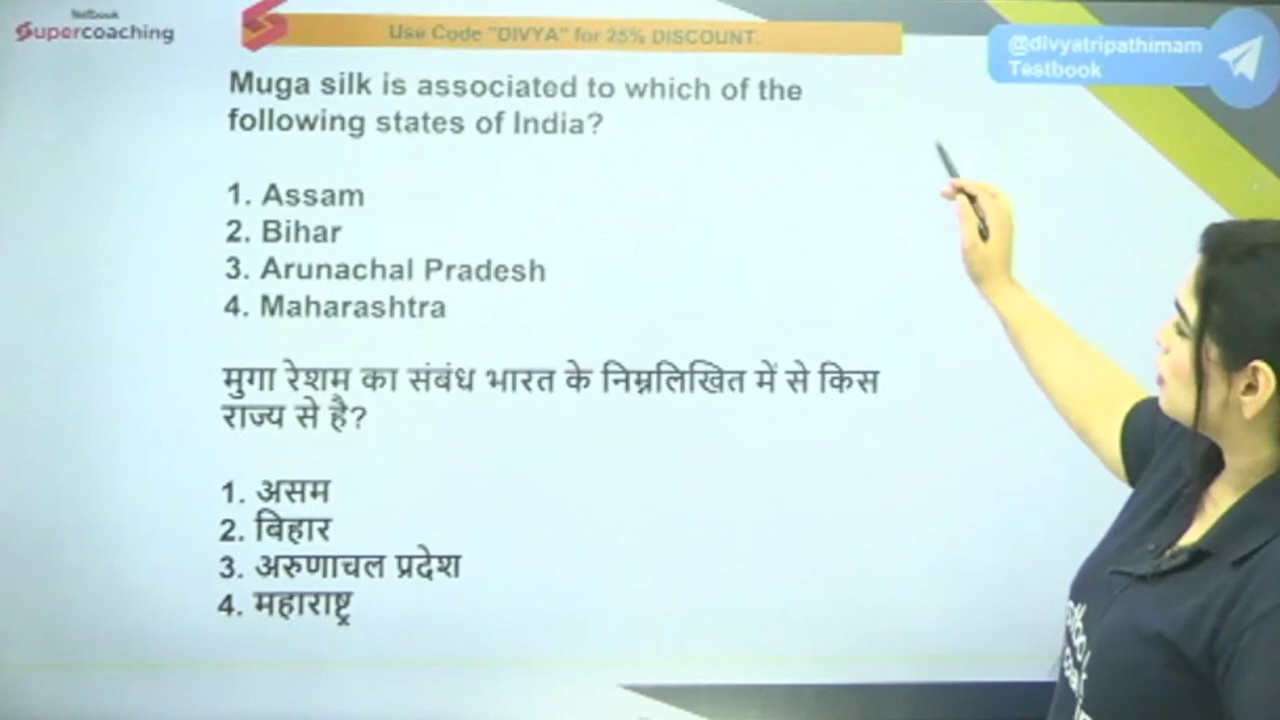 Testbook
Supercoaching
Use Code "DIVYA" for 25% DISCOUNT.
@divyatripathimam
Testbook
Muga silk is associated to which of the
following states of India?
1. Assam
2. Bihar
3. Arunachal Pradesh
4. Maharashtra
मुगा रेशम का संबंध भारत के निम्नलिखित में से किस
राज्य से है?
1. असम
2. बिहार
3. अरुणाचल प्रदेश
4. महाराष्ट्र